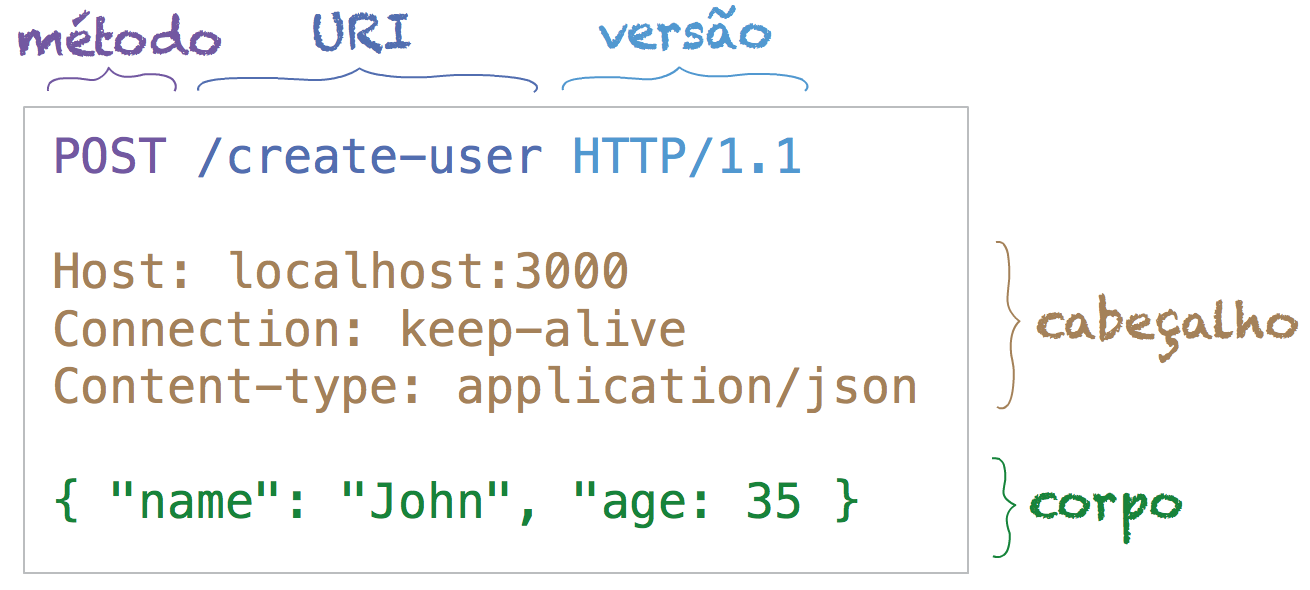 método URI versão
POST /create-user HTTP/1.1
Host: localhost:3000
Connection: keep-alive
Content-type: application/json
cabeçalho
{ "name": "John", "age: 35 }
corpo